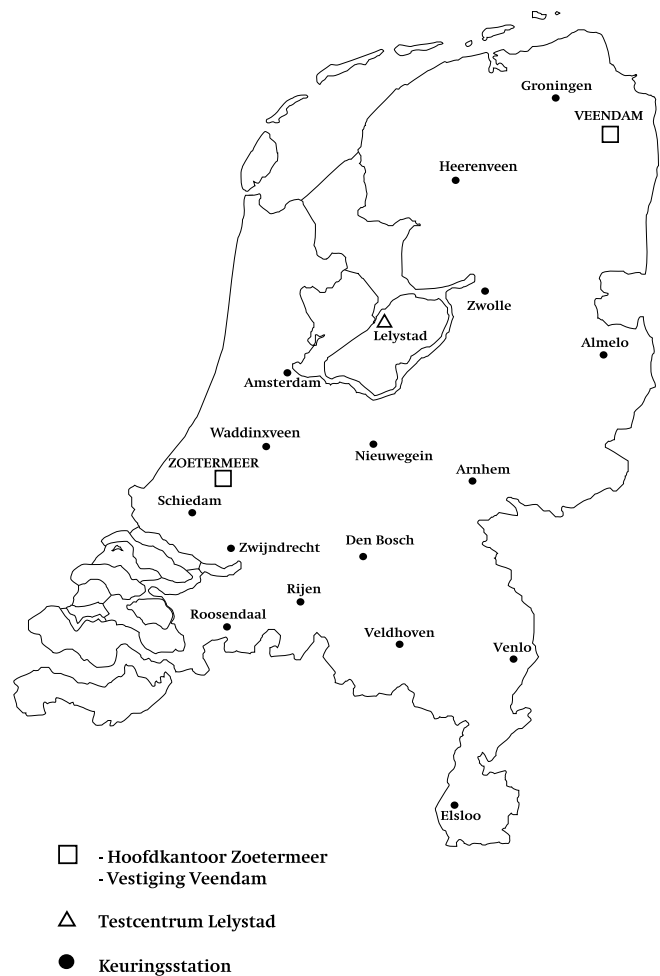 Groningen
VEENDAM
Heerenveen
Zwolle
Lelystad
Almelo
Amsterdam
Waddinxveen
Nieuwegein
ZOETERMEER
Arnhem
Schiedam
Zwijndrecht
Den Bosch
Rijen
Roosendaal
Veldhoven
Venlo
Elsloo
- Hoofdkantoor Zoetermeer
- Vestiging Veendam
Testcentrum Lelystad
Keuringsstation